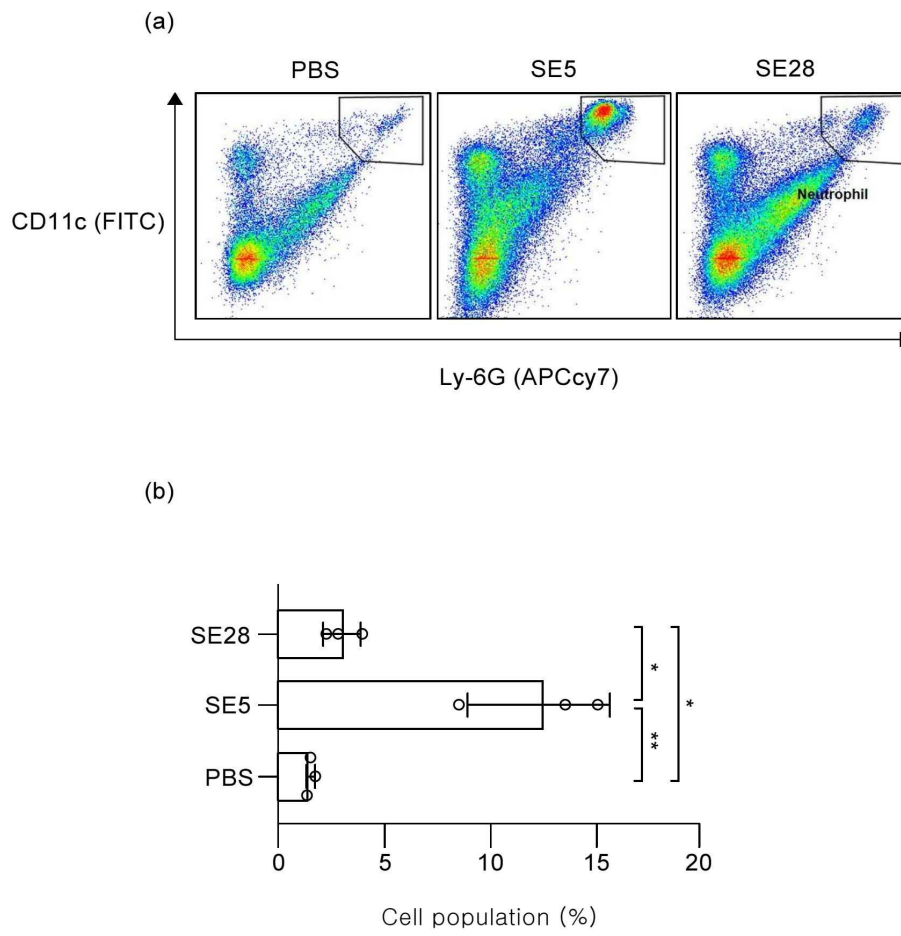 (a)
PBS SE5 SE28
CD11c (FITC)
Neutrophil
Ly-6G (APCcy7)
(b)
SE28
SE5
PBS
*
**
*
0 5 10 15 20
Cell population (%)